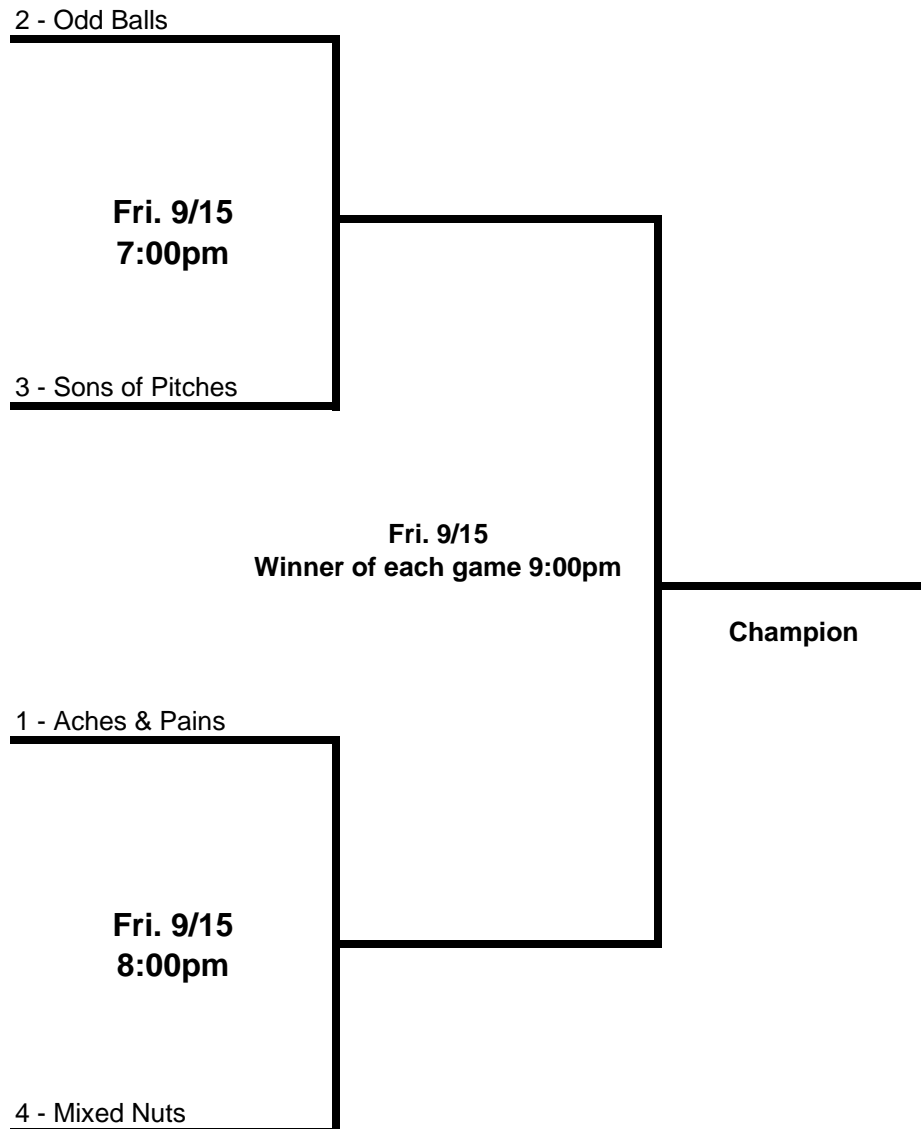 2 - Odd Balls
Fri. 9/15
7:00pm
3 - Sons of Pitches
Fri. 9/15
Winner of each game 9:00pm
Champion
1 - Aches & Pains
Fri. 9/15
8:00pm
4 - Mixed Nuts